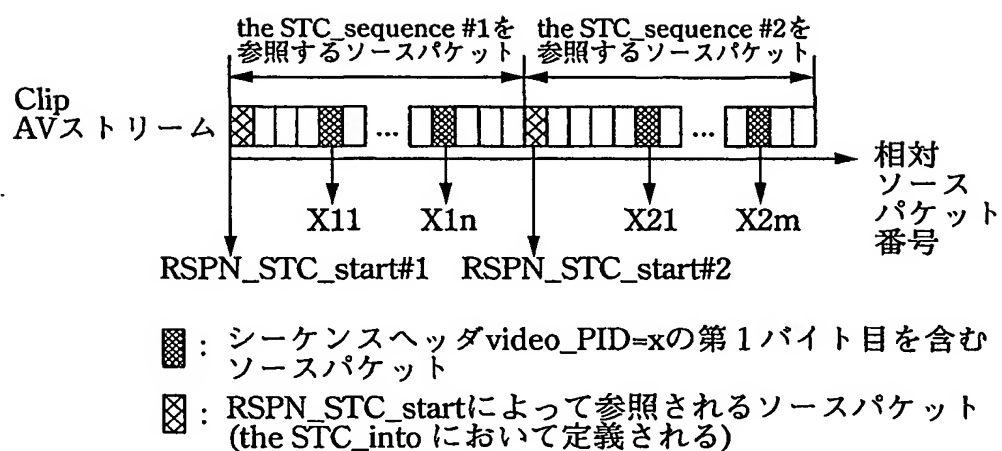 the STC_sequence #1を
参照するソースパケット
the STC_sequence #2を
参照するソースパケット
Clip
AVストリーム
...
...
相対
ソース
パケット
番号
X11
X1n
X21
X2m
RSPN_STC_start#1
RSPN_STC_start#2
: シーケンスヘッダvideo_PID=xの第1バイト目を含む
ソースパケット
: RSPN_STC_startによって参照されるソースパケット
(the STC_into において定義される)